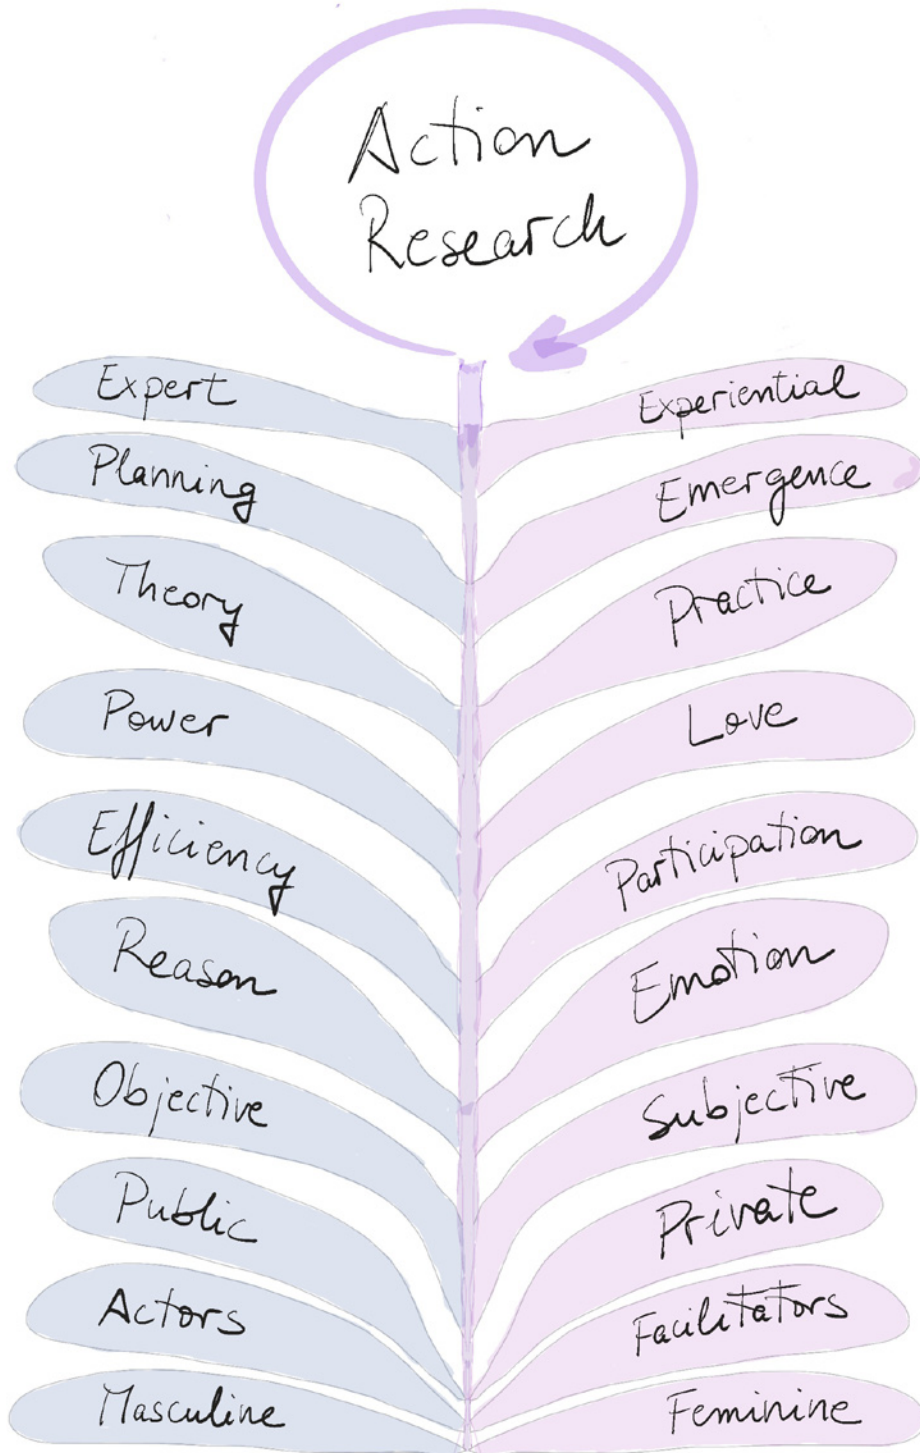 Action
Research
Expert
Experiential
Planning
Emergence
Theory
Practice
Power
Love
Efficiency
Participation
Reason
Emotion
Objective
Subjective
Public
Private
Actors
Facilitators
Masculine
Feminine